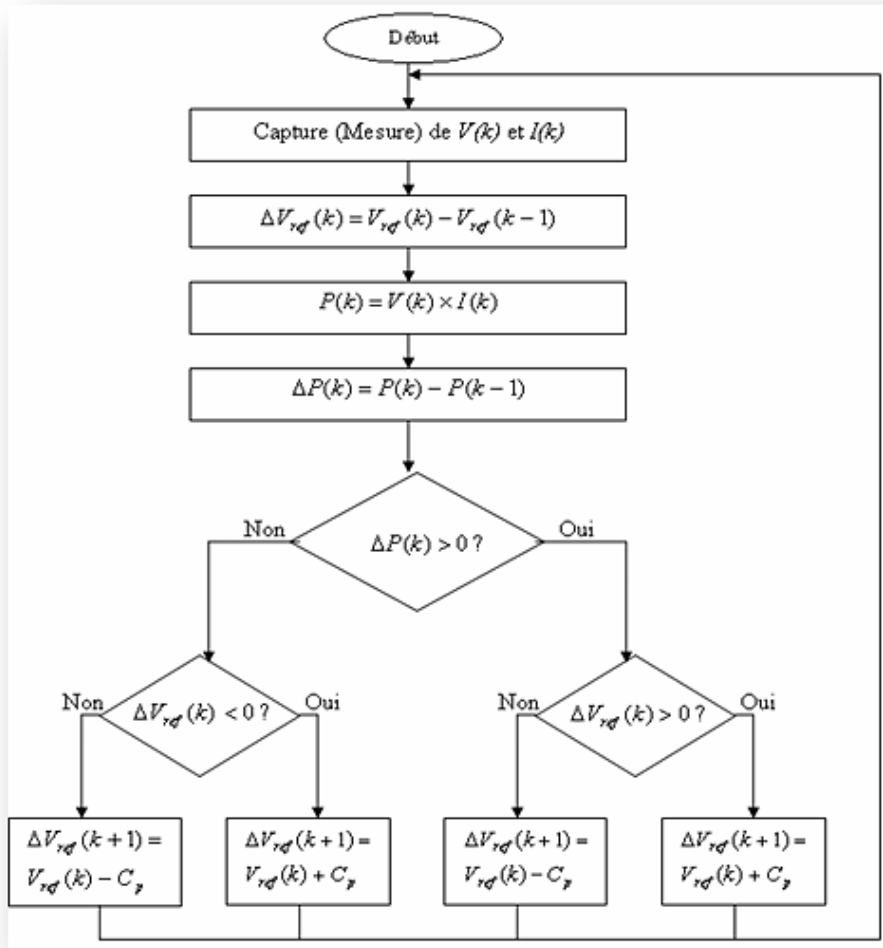 Début
Capture (Mesure) de V(k) et I(k)
ΔV_ref(k) = V_ref(k) − V_ref(k − 1)
P(k) = V(k) × I(k)
ΔP(k) = P(k) − P(k − 1)
Non
Oui
ΔP(k) > 0 ?
Non
ΔV_ref(k) < 0 ?
Oui
Non
ΔV_ref(k) > 0 ?
Oui
ΔV_ref(k + 1) =
V_ref(k) − C_p
ΔV_ref(k + 1) =
V_ref(k) + C_p
ΔV_ref(k + 1) =
V_ref(k) − C_p
ΔV_ref(k + 1) =
V_ref(k) + C_p